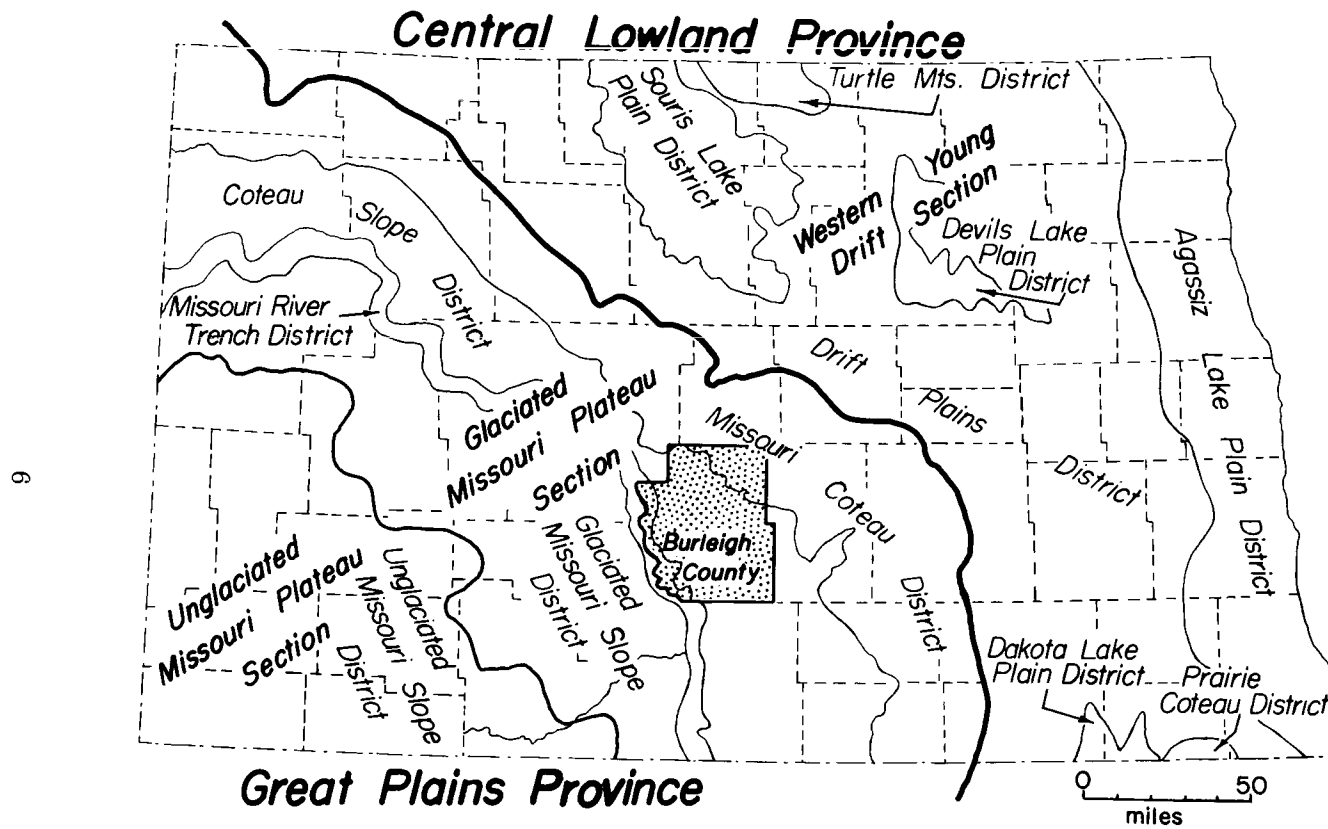 Central Lowland Province
Turtle Mts. District
Souris Lake
Plain District
Young
Section
Western
Drift
Devils Lake
Plain
District
Agassiz Lake Plain District
Coteau
Slope
District
Missouri River
Trench District
Drift
Plains
District
Glaciated
Missouri Plateau
Section
Missouri
Coteau
District
Burleigh
County
Glaciated
Missouri Slope
District
Unglaciated
Missouri Plateau
Section
Unglaciated
Missouri Slope
District
Dakota Lake
Plain District
Prairie
Coteau District
Great Plains Province
0 50
miles
6